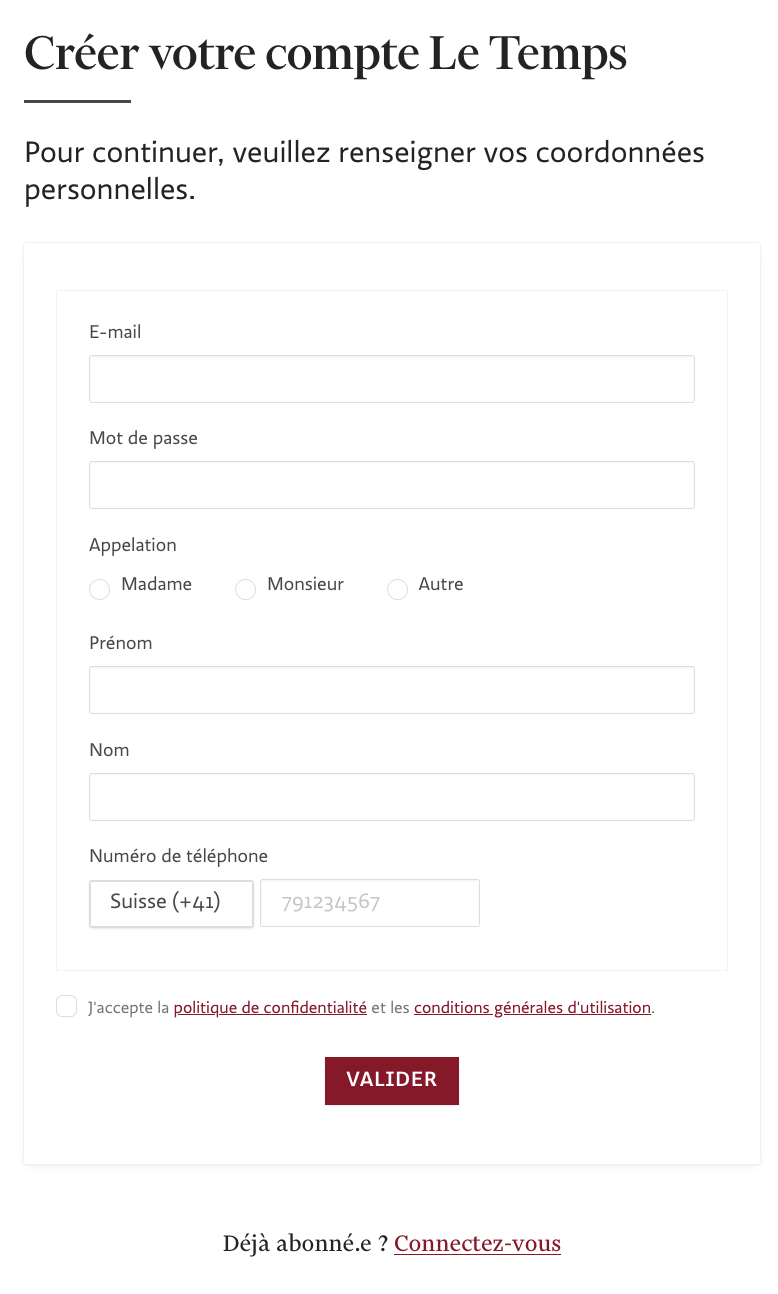 Créer votre compte Le Temps
Pour continuer, veuillez renseigner vos coordonnées
personnelles.
E-mail
Mot de passe
Appelation
Madame Monsieur Autre
Prénom
Nom
Numéro de téléphone
Suisse (+41) 791234567
J'accepte la politique de confidentialité et les conditions générales d'utilisation.
VALIDER
Déjà abonné.e ? Connectez-vous